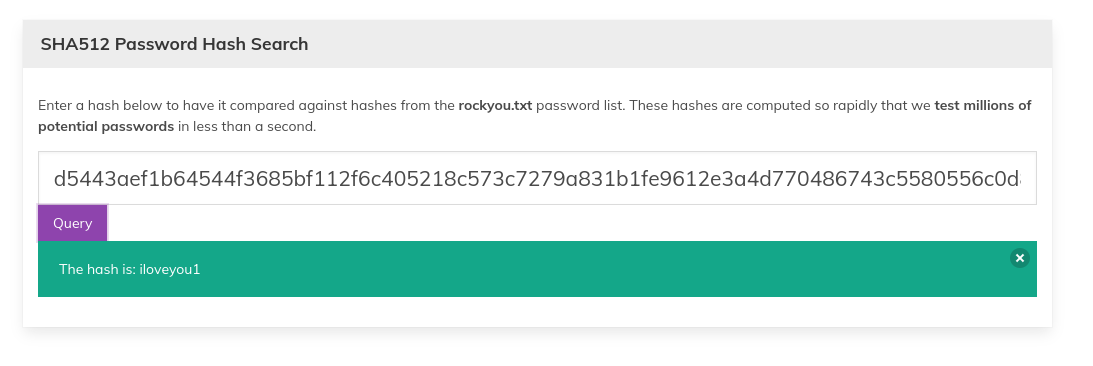 SHA512 Password Hash Search
Enter a hash below to have it compared against hashes from the rockyou.txt password list. These hashes are computed so rapidly that we test millions of
potential passwords in less than a second.
d5443aef1b64544f3685bf112f6c405218c573c7279a831b1fe9612e3a4d770486743c5580556c0d
Query
The hash is: iloveyou1